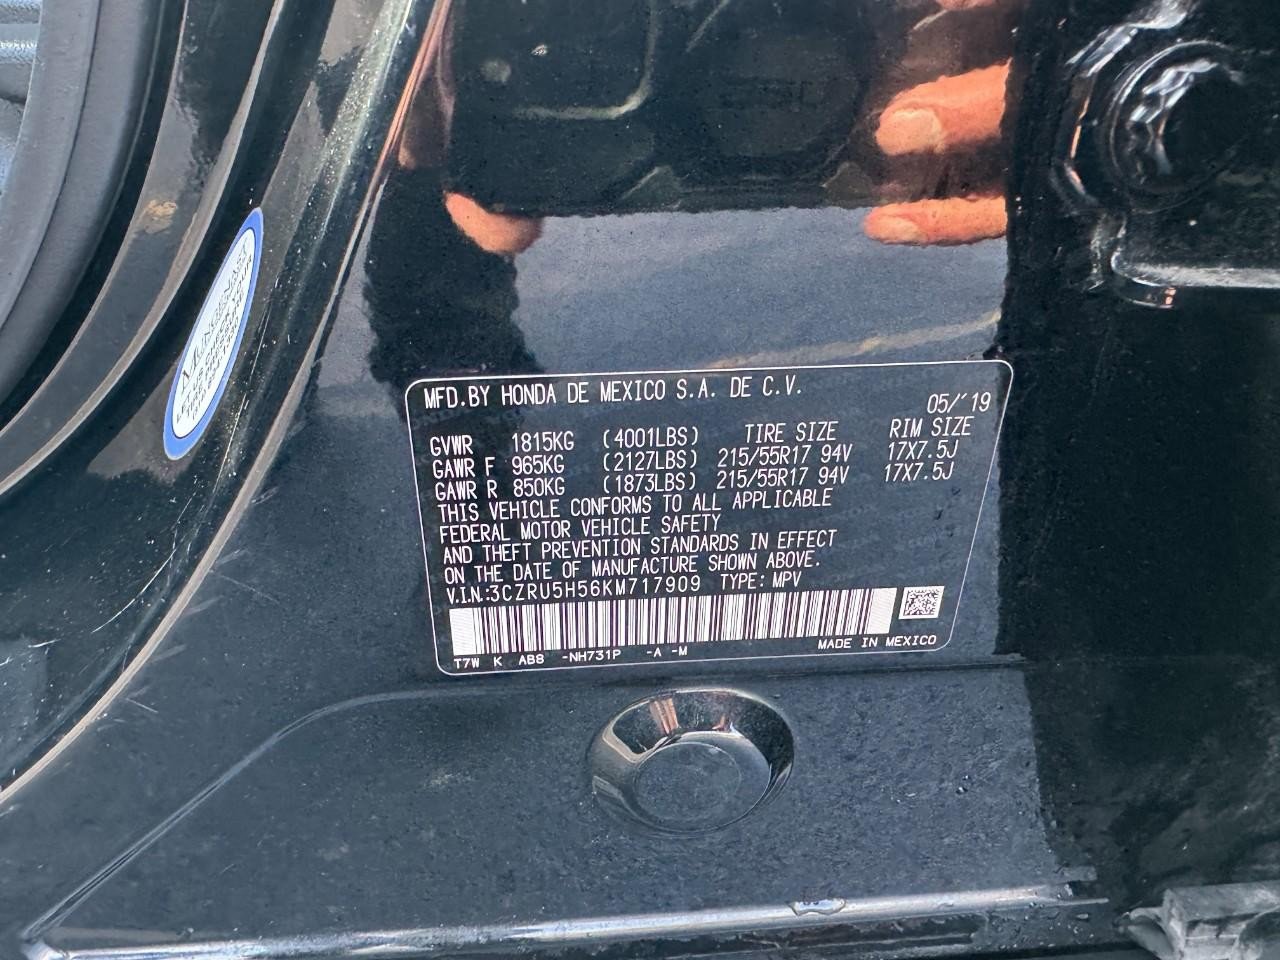 MFD.BY HONDA DE MEXICO S.A. DE C.V.
05/'19
GVWR 1815KG (4001LBS) TIRE SIZE RIM SIZE
GAWR F 965KG (2127LBS) 215/55R17 94V 17X7.5J
GAWR R 850KG (1873LBS) 215/55R17 94V 17X7.5J
THIS VEHICLE CONFORMS TO ALL APPLICABLE
FEDERAL MOTOR VEHICLE SAFETY
AND THEFT PREVENTION STANDARDS IN EFFECT
ON THE DATE OF MANUFACTURE SHOWN ABOVE.
V.I.N.:3CZRU5H56KM717909 TYPE:MPV
T7W K AB8 -NH731P -A -M MADE IN MEXICO